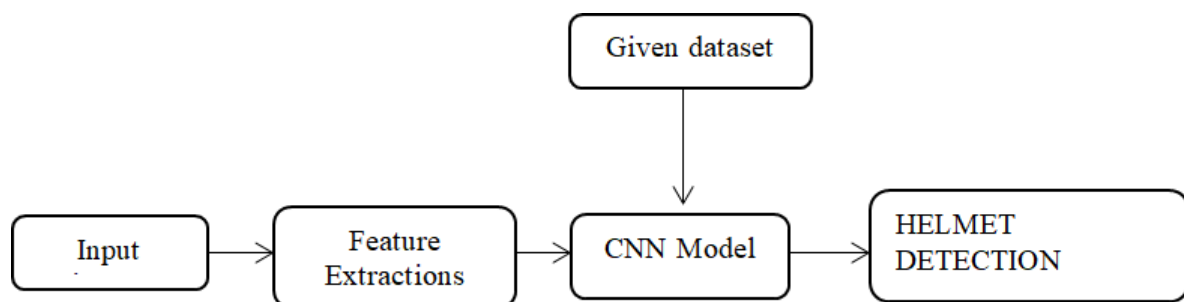 Given dataset
Input
Feature
Extractions
CNN Model
HELMET
DETECTION